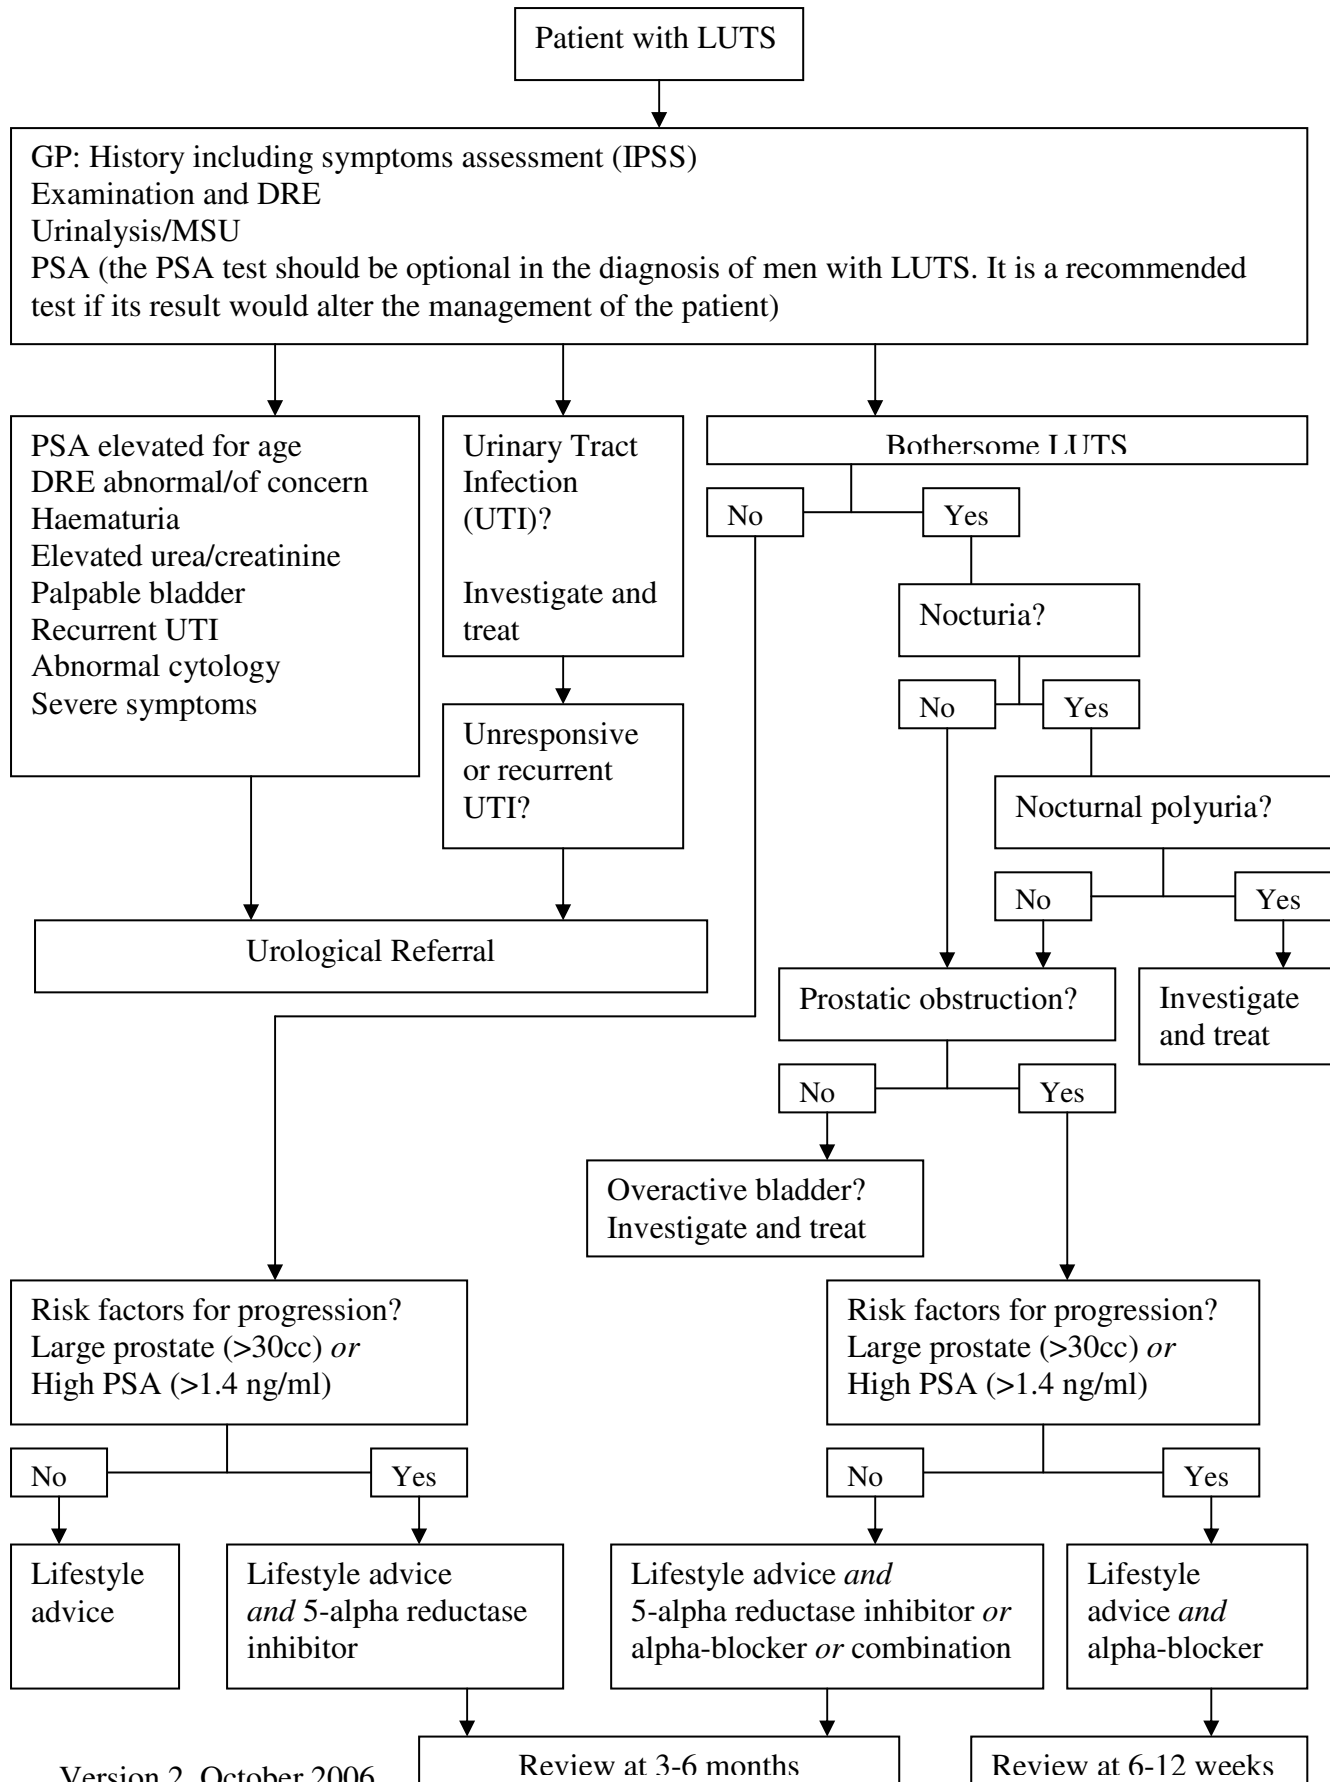 Patient with LUTS
GP: History including symptoms assessment (IPSS)
Examination and DRE
Urinalysis/MSU
PSA (the PSA test should be optional in the diagnosis of men with LUTS. It is a recommended
test if its result would alter the management of the patient)
PSA elevated for age
DRE abnormal/of concern
Haematuria
Elevated urea/creatinine
Palpable bladder
Recurrent UTI
Abnormal cytology
Severe symptoms
Urinary Tract
Infection
(UTI)?
Investigate and
treat
Unresponsive
or recurrent
UTI?
Urological Referral
Bothersome LUTS
No
Yes
Nocturia?
No
Yes
Nocturnal polyuria?
No
Yes
Prostatic obstruction?
Investigate
and treat
No
Yes
Overactive bladder?
Investigate and treat
Risk factors for progression?
Large prostate (>30cc) or
High PSA (>1.4 ng/ml)
No
Yes
Lifestyle
advice
Lifestyle advice
and 5-alpha reductase
inhibitor
Risk factors for progression?
Large prostate (>30cc) or
High PSA (>1.4 ng/ml)
No
Yes
Lifestyle advice and
5-alpha reductase inhibitor or
alpha-blocker or combination
Lifestyle
advice and
alpha-blocker
Review at 3-6 months
Review at 6-12 weeks
Version 2, October 2006